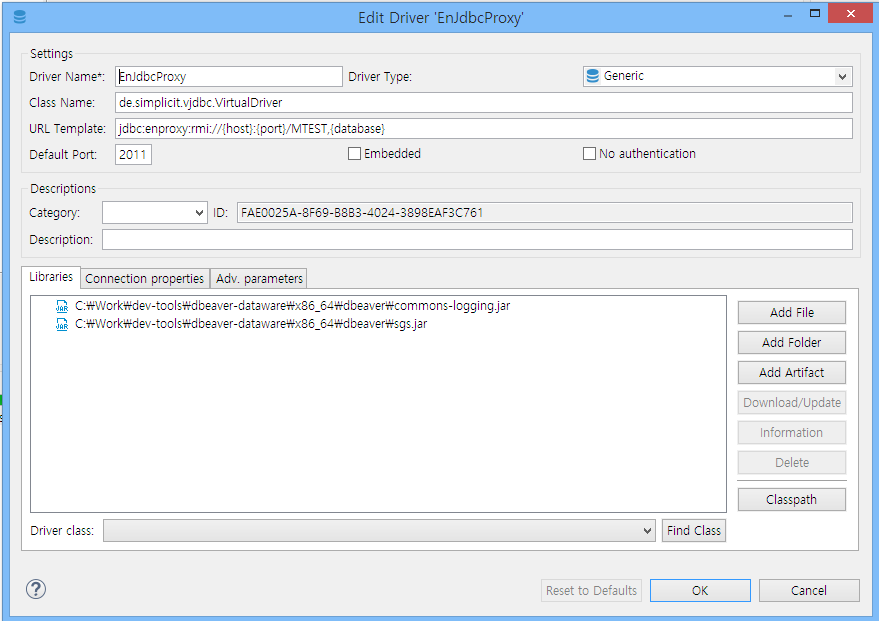 Edit Driver 'EnJdbcProxy'
Settings
Driver Name*: EnJdbcProxy Driver Type: Generic
Class Name: de.simplicit.vjdbc.VirtualDriver
URL Template: jdbc:enproxy:rmi://{host}:{port}/MTEST,{database}
Default Port: 2011 Embedded No authentication
Descriptions
Category: ID: FAE0025A-8F69-B8B3-4024-3898EAF3C761
Description:
Libraries Connection properties Adv. parameters
C:₩Work₩dev-tools₩dbeaver-dataware₩x86_64₩dbeaver₩commons-logging.jar
C:₩Work₩dev-tools₩dbeaver-dataware₩x86_64₩dbeaver₩sgs.jar
Add File
Add Folder
Add Artifact
Download/Update
Information
Delete
Classpath
Driver class: Find Class
Reset to Defaults OK Cancel